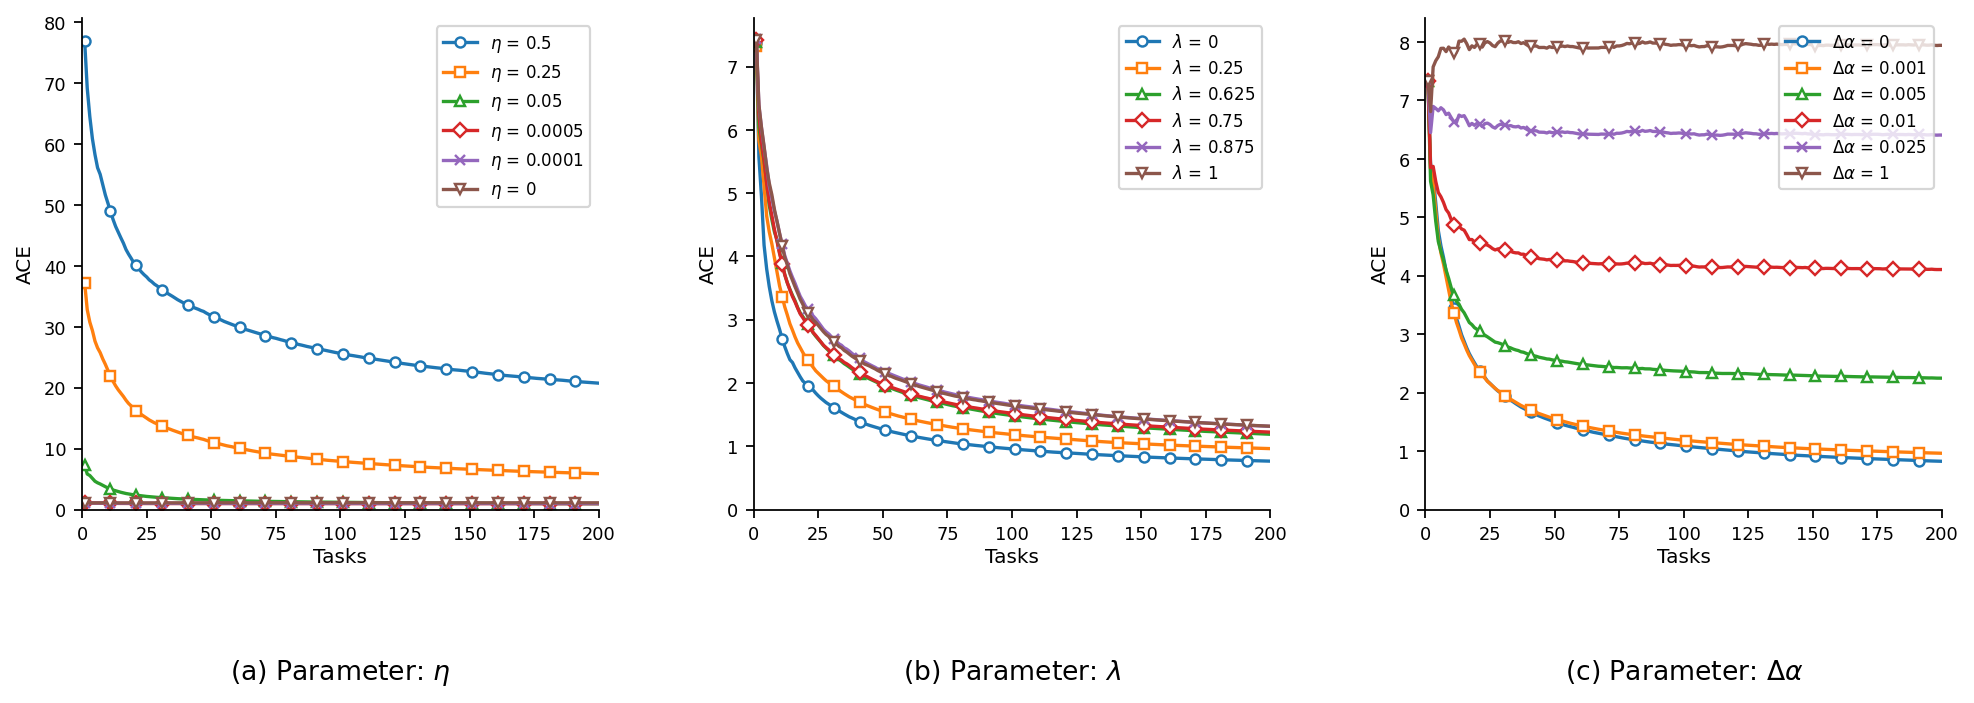 80
70
60
50
40
30
20
10
0
ACE
0 25 50 75 100 125 150 175 200
Tasks
η = 0.5
η = 0.25
η = 0.05
η = 0.0005
η = 0.0001
η = 0
(a) Parameter: η
7
6
5
4
3
2
1
0
ACE
0 25 50 75 100 125 150 175 200
Tasks
λ = 0
λ = 0.25
λ = 0.625
λ = 0.75
λ = 0.875
λ = 1
(b) Parameter: λ
8
7
6
5
4
3
2
1
0
ACE
0 25 50 75 100 125 150 175 200
Tasks
Δα = 0
Δα = 0.001
Δα = 0.005
Δα = 0.01
Δα = 0.025
Δα = 1
(c) Parameter: Δα